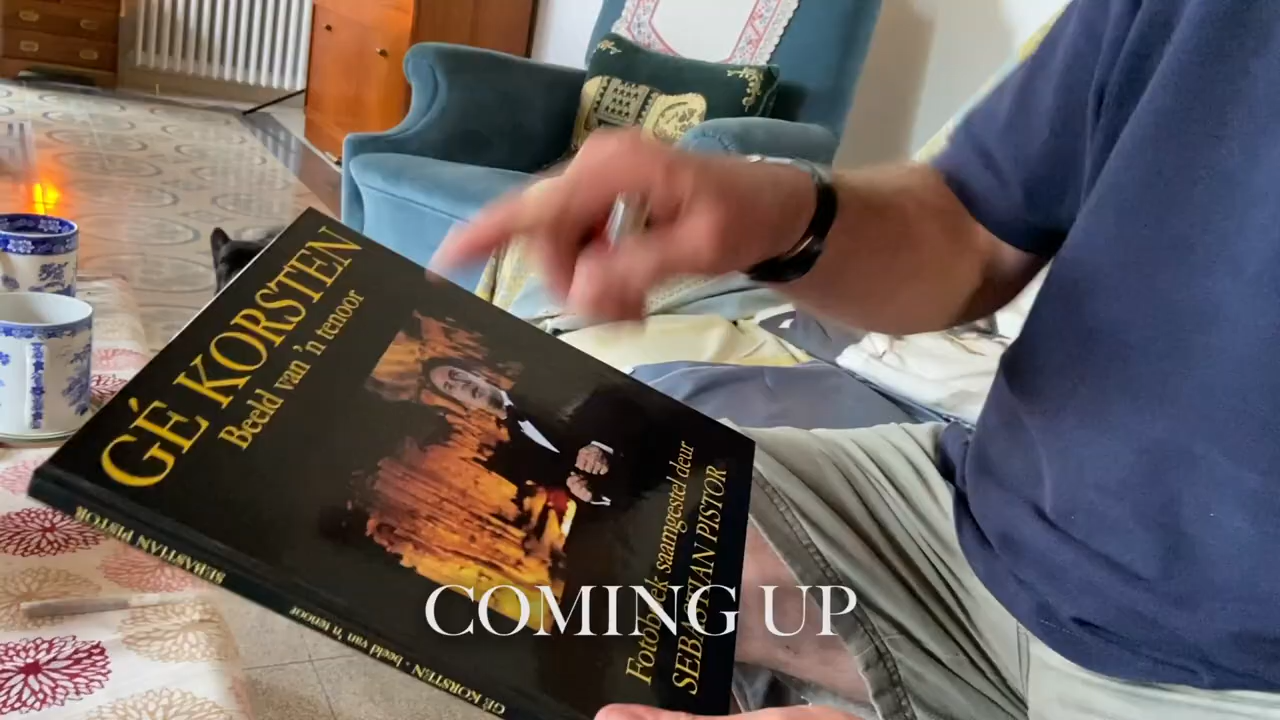 GÉ KORSTEN
Beeld van 'n tenoor
Fotoboek saamgestel deur
SEBASTIAN PISTOR
GÉ KORSTEN · beeld van 'n tenoor
SEBASTIAN PISTOR
COMING UP